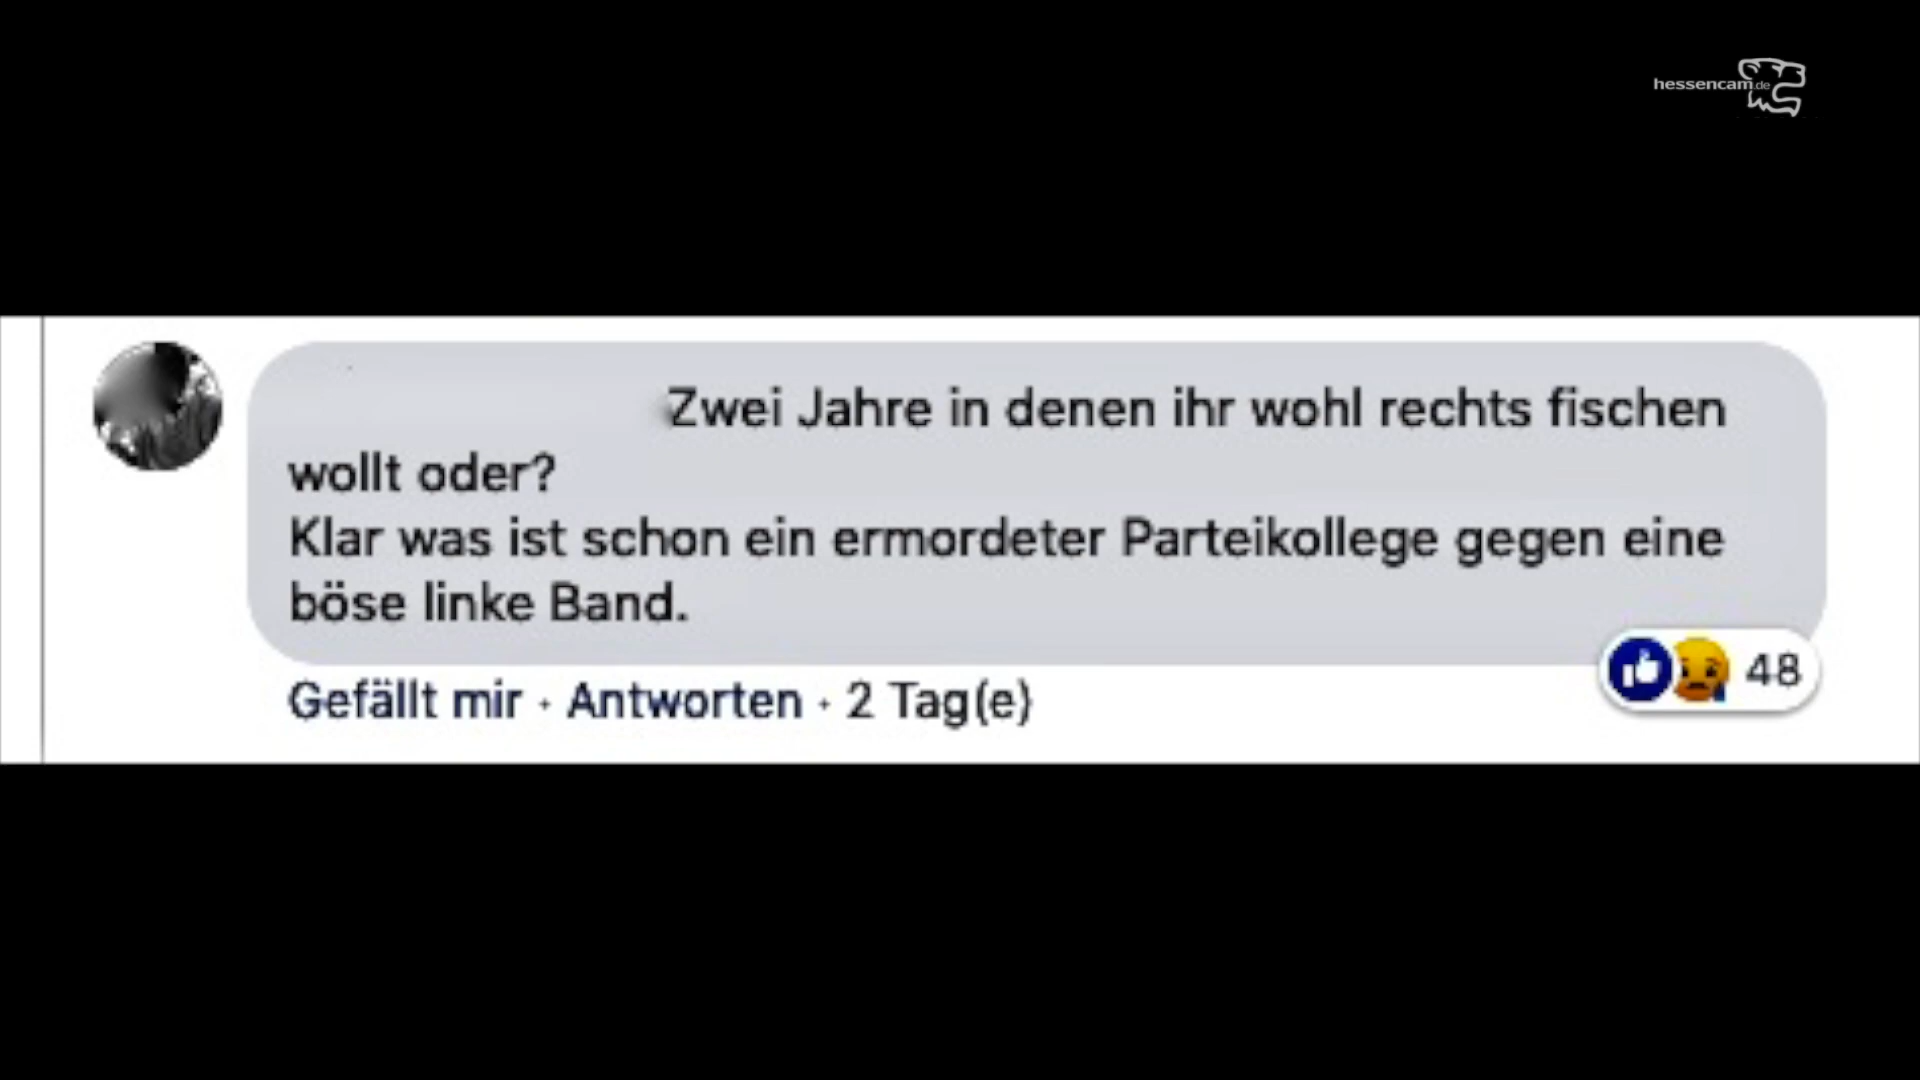 hessencam.de
Zwei Jahre in denen ihr wohl rechts fischen
wollt oder?
Klar was ist schon ein ermordeter Parteikollege gegen eine
böse linke Band.
48
Gefällt mir · Antworten · 2 Tag(e)